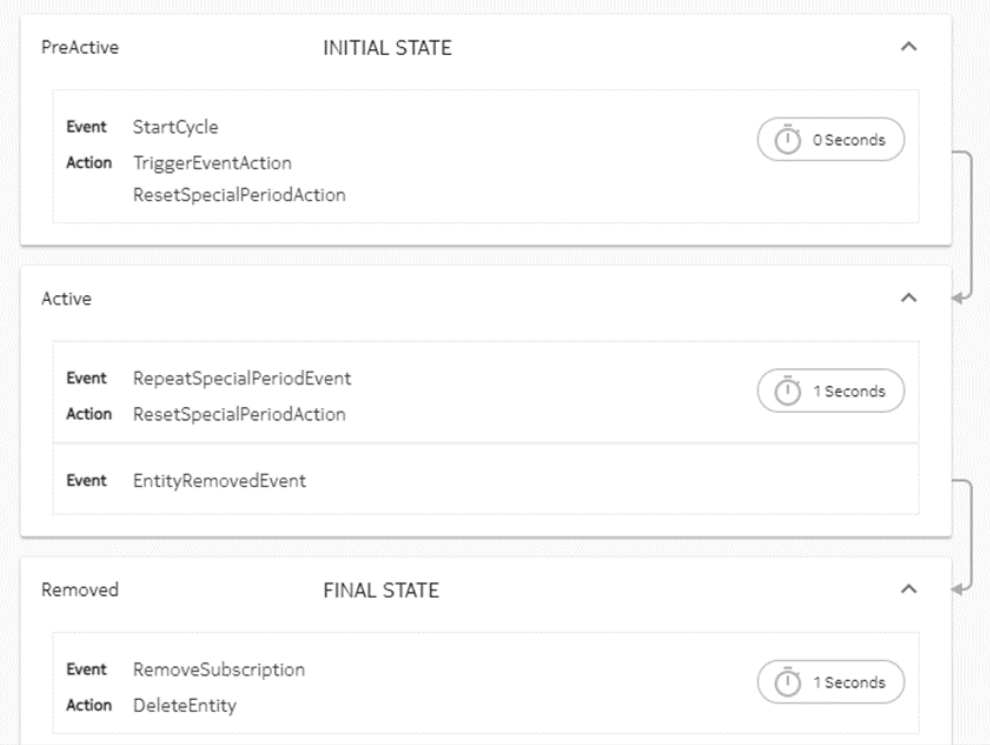 PreActive INITIAL STATE
Event StartCycle
0 Seconds
Action TriggerEventAction
ResetSpecialPeriodAction
Active
Event RepeatSpecialPeriodEvent
1 Seconds
Action ResetSpecialPeriodAction
Event EntityRemovedEvent
Removed FINAL STATE
Event RemoveSubscription
1 Seconds
Action DeleteEntity